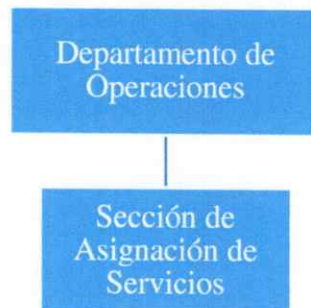 Departamento de
Operaciones
Sección de
Asignación de
Servicios